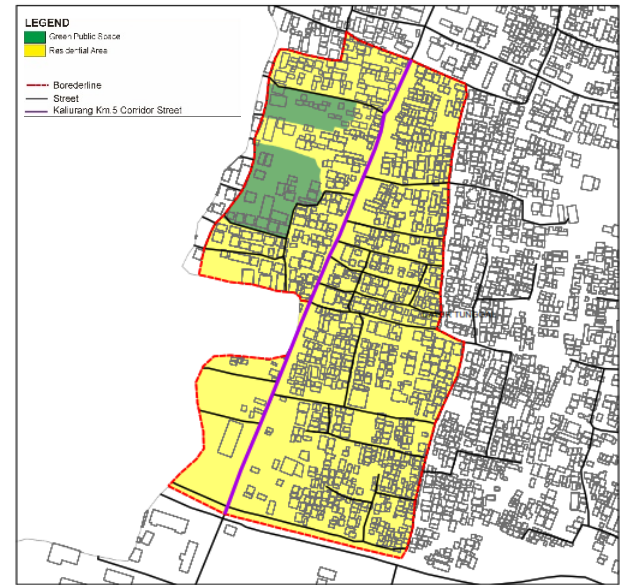 LEGEND
Green Public Space
Residential Area
Borederline
Street
Kaliurang Km.5 Corridor Street